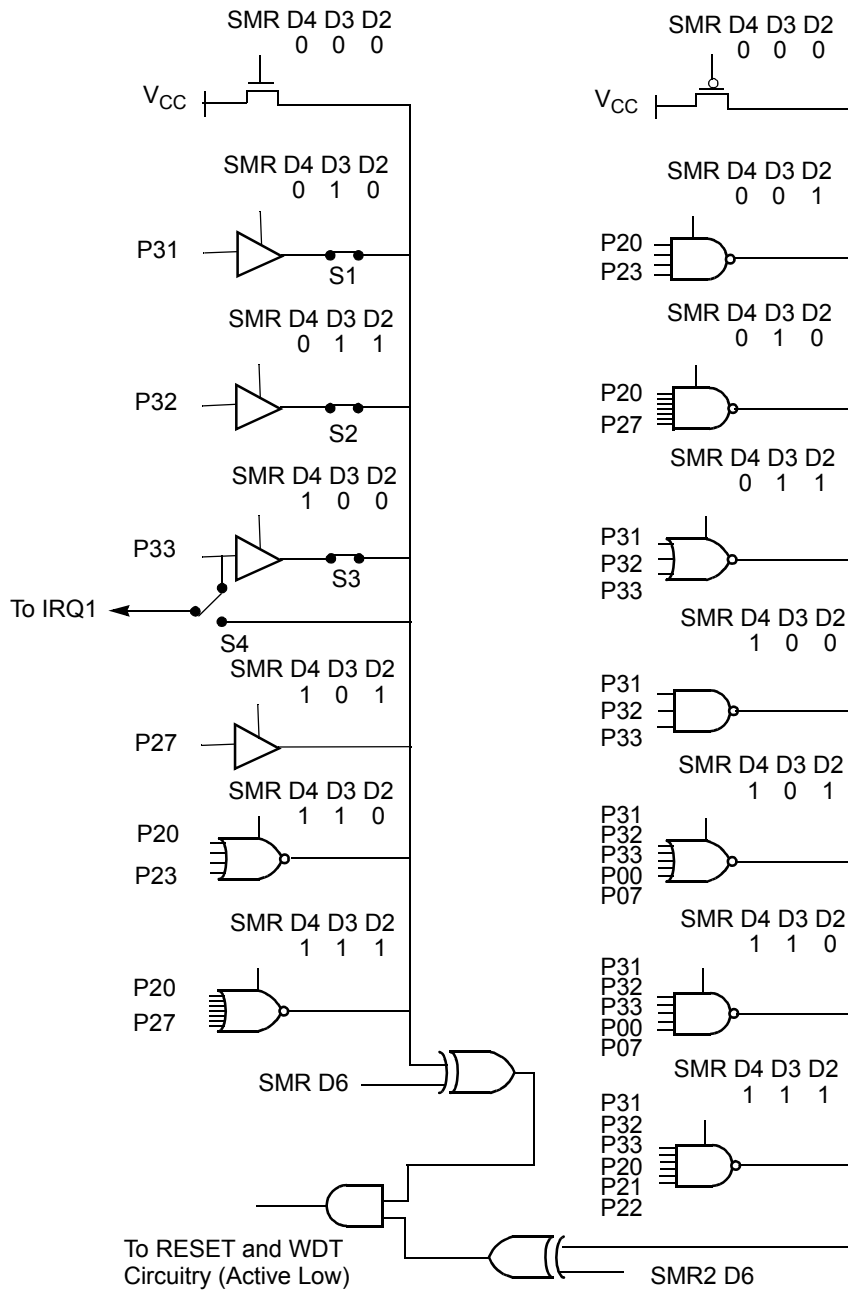 SMR D4 D3 D2
0 0 0
VCC
SMR D4 D3 D2
0 1 0
P31
S1
SMR D4 D3 D2
0 1 1
P32
S2
SMR D4 D3 D2
1 0 0
P33
S3
To IRQ1
S4
SMR D4 D3 D2
1 0 1
P27
SMR D4 D3 D2
1 1 0
P20
P23
SMR D4 D3 D2
1 1 1
P20
P27
SMR D6
To RESET and WDT
Circuitry (Active Low)
SMR D4 D3 D2
0 0 0
VCC
SMR D4 D3 D2
0 0 1
P20
P23
SMR D4 D3 D2
0 1 0
P20
P27
SMR D4 D3 D2
0 1 1
P31
P32
P33
SMR D4 D3 D2
1 0 0
P31
P32
P33
SMR D4 D3 D2
1 0 1
P31
P32
P33
P00
P07
SMR D4 D3 D2
1 1 0
P31
P32
P33
P00
P07
SMR D4 D3 D2
1 1 1
P31
P32
P33
P20
P21
P22
SMR2 D6